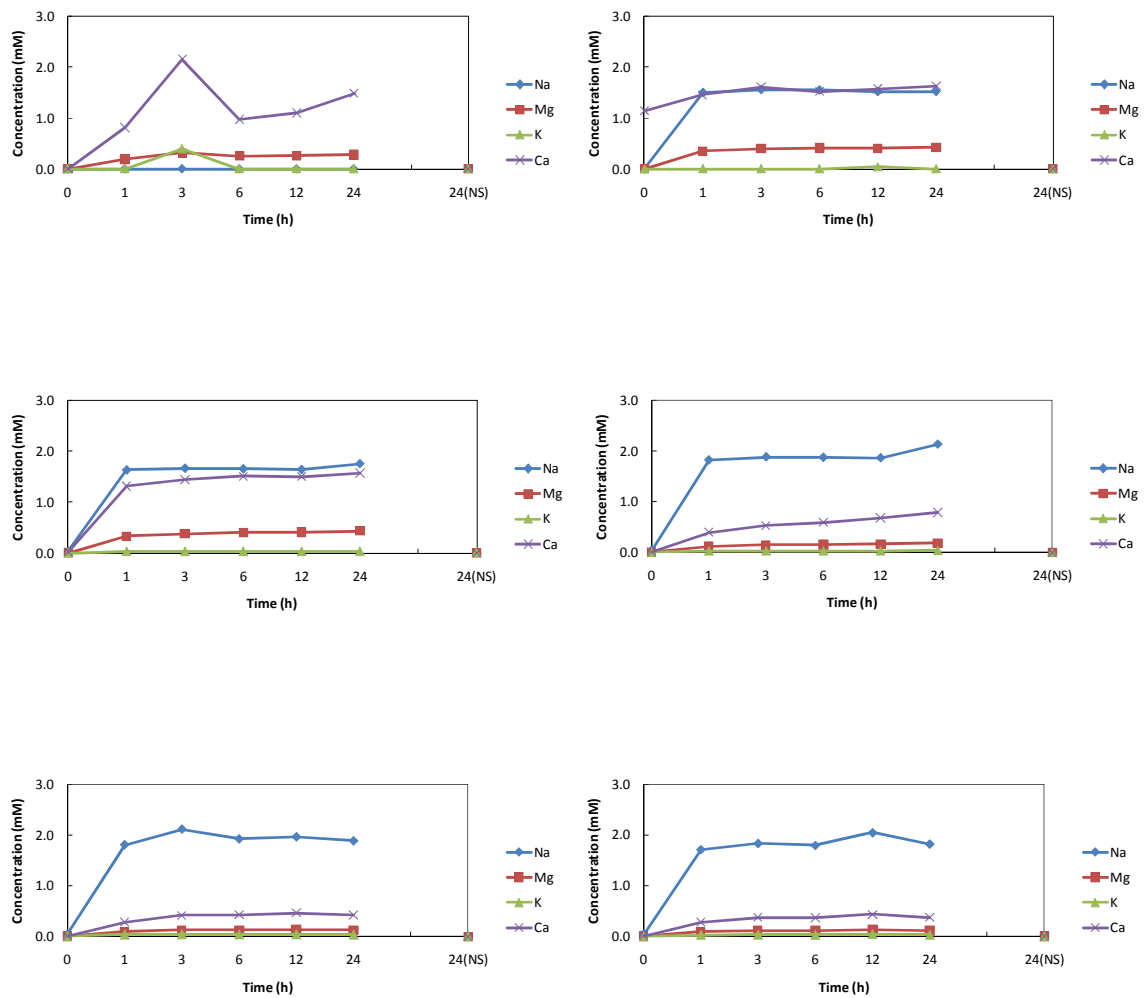 Concentration (mM)
3.0
2.0
1.0
0.0
0 1 3 6 12 24 24(NS)
Time (h)
Na
Mg
K
Ca
Concentration (mM)
3.0
2.0
1.0
0.0
0 1 3 6 12 24 24(NS)
Time (h)
Na
Mg
K
Ca
Concentration (mM)
3.0
2.0
1.0
0.0
0 1 3 6 12 24 24(NS)
Time (h)
Na
Mg
K
Ca
Concentration (mM)
3.0
2.0
1.0
0.0
0 1 3 6 12 24 24(NS)
Time (h)
Na
Mg
K
Ca
Concentration (mM)
3.0
2.0
1.0
0.0
0 1 3 6 12 24 24(NS)
Time (h)
Na
Mg
K
Ca
Concentration (mM)
3.0
2.0
1.0
0.0
0 1 3 6 12 24 24(NS)
Time (h)
Na
Mg
K
Ca